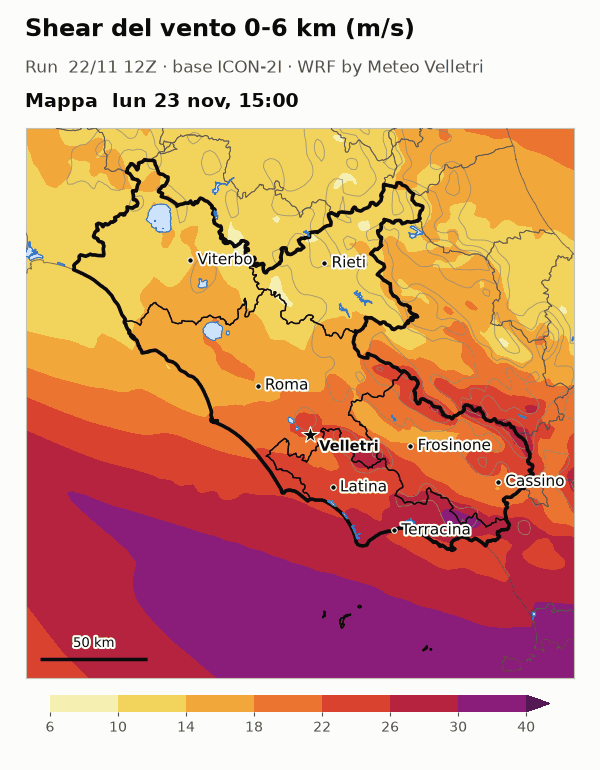 Shear del vento 0-6 km (m/s)
Run  22/11 12Z · base ICON-2I · WRF by Meteo Velletri
Mappa  lun 23 nov, 15:00
Viterbo
Rieti
Roma
Velletri
Frosinone
Cassino
Latina
Terracina
50 km
6 10 14 18 22 26 30 40